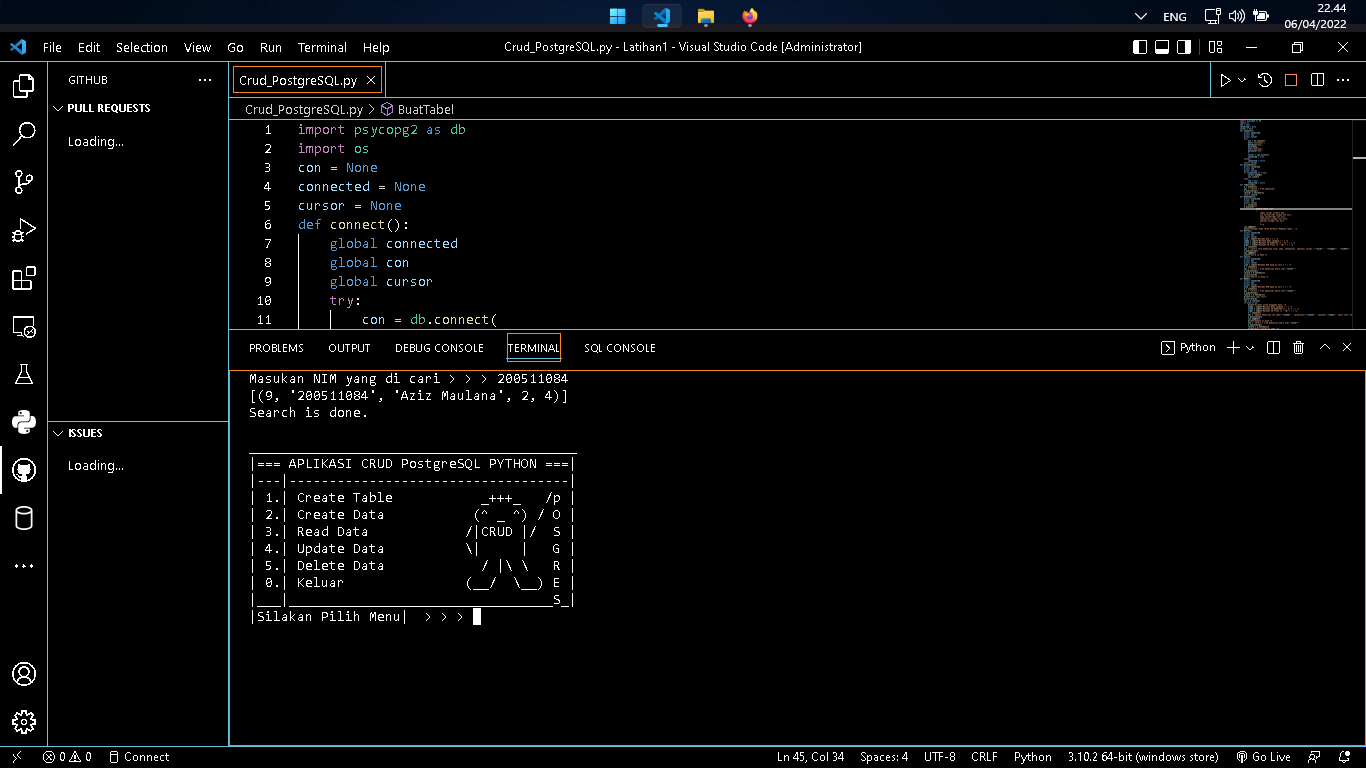 ENG
22.44
06/04/2022
File Edit Selection View Go Run Terminal Help
Crud_PostgreSQL.py - Latihan1 - Visual Studio Code [Administrator]
GITHUB
PULL REQUESTS
Loading...
ISSUES
Loading...
Crud_PostgreSQL.py
Crud_PostgreSQL.py > BuatTabel
1 import psycopg2 as db
2 import os
3 con = None
4 connected = None
5 cursor = None
6 def connect():
7 global connected
8 global con
9 global cursor
10 try:
11 con = db.connect(
PROBLEMS OUTPUT DEBUG CONSOLE TERMINAL SQL CONSOLE
Python
Masukan NIM yang di cari > > > 200511084
[(9, '200511084', 'Aziz Maulana', 2, 4)]
Search is done.
|=== APLIKASI CRUD PostgreSQL PYTHON ===|
|---|-----------------------------------|
| 1.| Create Table _+++_ /p |
| 2.| Create Data (^ _ ^) / O |
| 3.| Read Data /|CRUD |/ S |
| 4.| Update Data \| | G |
| 5.| Delete Data / |\ \ R |
| 0.| Keluar (__/ \__) E |
|___|_________________________________S_|
|Silakan Pilih Menu| > > >
0 0 Connect
Ln 45, Col 34 Spaces: 4 UTF-8 CRLF Python 3.10.2 64-bit (windows store) Go Live